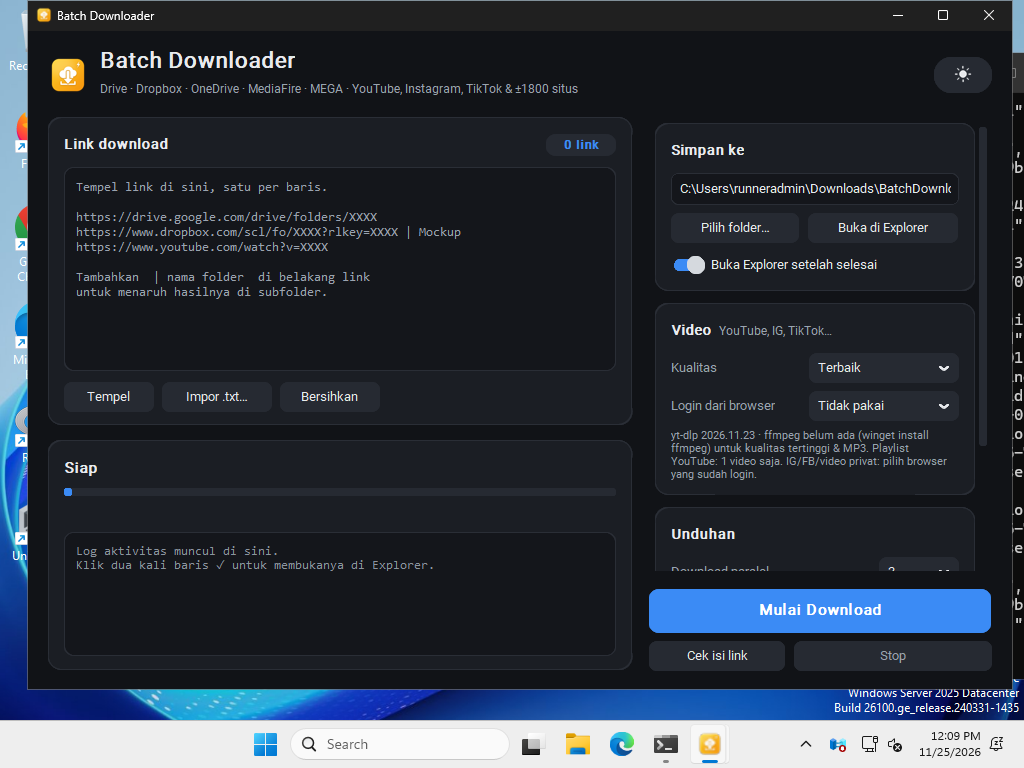 Batch Downloader
Batch Downloader
Drive · Dropbox · OneDrive · MediaFire · MEGA · YouTube, Instagram, TikTok & ±1800 situs
Link download
0 link
Tempel link di sini, satu per baris.
https://drive.google.com/drive/folders/XXXX
https://www.dropbox.com/scl/fo/XXXX?rlkey=XXXX | Mockup
https://www.youtube.com/watch?v=XXXX
Tambahkan  | nama folder  di belakang link
untuk menaruh hasilnya di subfolder.
Tempel
Impor .txt...
Bersihkan
Siap
Log aktivitas muncul di sini.
Klik dua kali baris ✓ untuk membukanya di Explorer.
Simpan ke
C:\Users\runneradmin\Downloads\BatchDownk
Pilih folder...
Buka di Explorer
Buka Explorer setelah selesai
Video YouTube, IG, TikTok...
Kualitas
Terbaik
Login dari browser
Tidak pakai
yt-dlp 2026.11.23 · ffmpeg belum ada (winget install
ffmpeg) untuk kualitas tertinggi & MP3. Playlist
YouTube: 1 video saja. IG/FB/video privat: pilih browser
yang sudah login.
Unduhan
Download paralel
Mulai Download
Cek isi link
Stop
Windows Server 2025 Datacenter
Build 26100.ge_release.240331-1435
Search
12:09 PM
11/25/2026